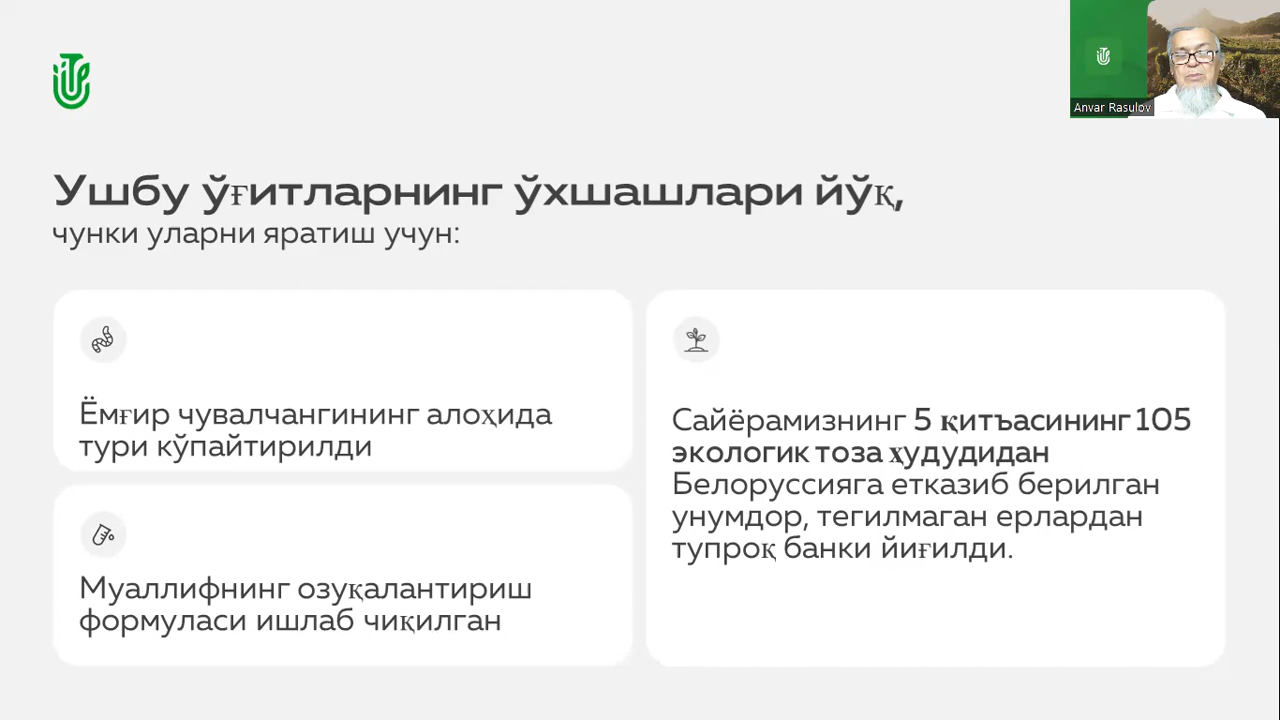 Anvar Rasulov
Ушбу ўғитларнинг ўхшашлари йўқ,
чунки уларни яратиш учун:
Ёмғир чувалчангининг алоҳида
тури кўпайтирилди
Муаллифнинг озуқалантириш
формуласи ишлаб чиқилган
Сайёрамизнинг 5 қитъасининг 105
экологик тоза ҳудудидан
Белоруссияга етказиб берилган
унумдор, тегилмаган ерлардан
тупроқ банки йиғилди.